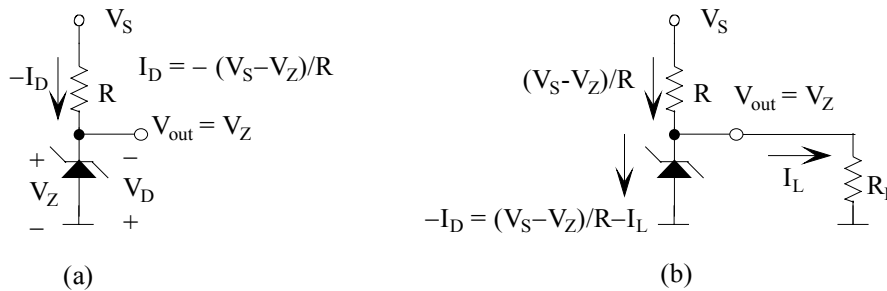 V_S
−I_D
I_D = − (V_S−V_Z)/R
R
V_out = V_Z
+
−
V_Z
V_D
−
+
(a)
V_S
(V_S-V_Z)/R
R
V_out = V_Z
I_L
−I_D = (V_S−V_Z)/R−I_L
(b)